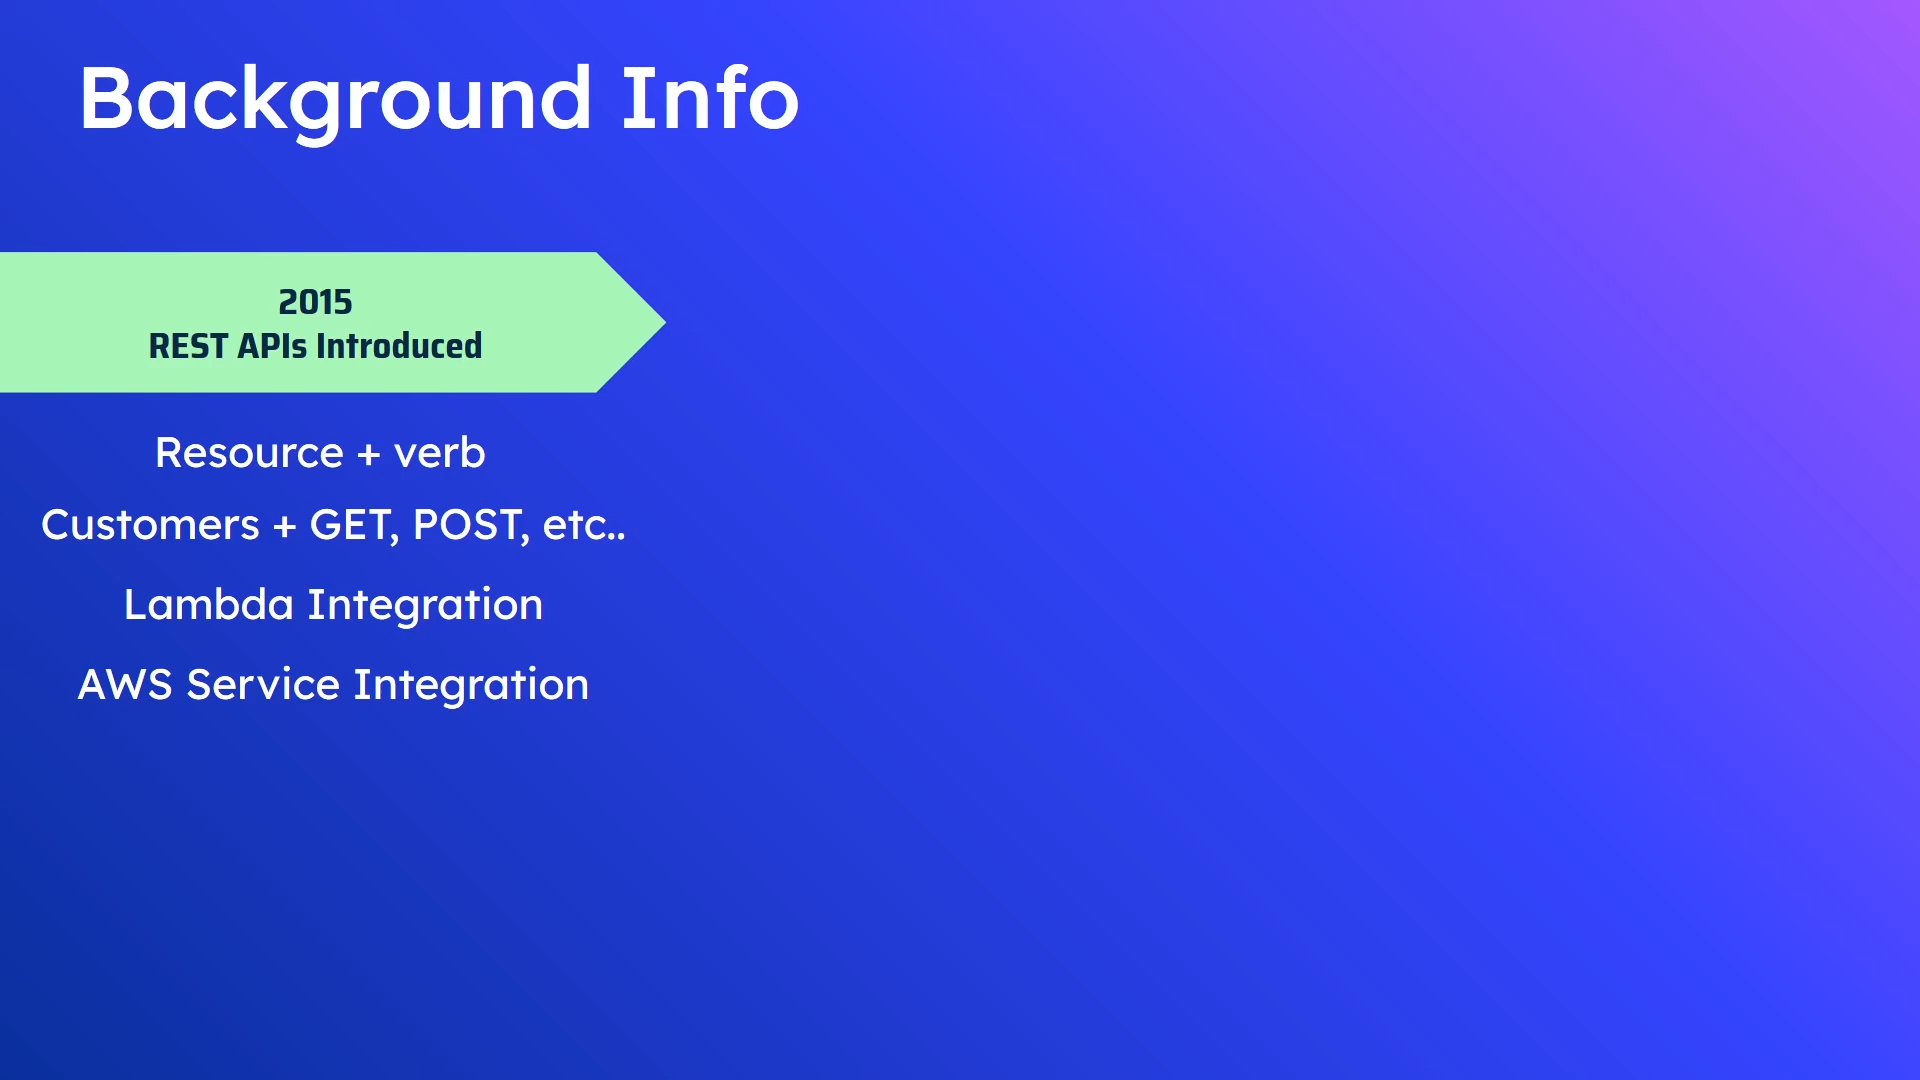 Background Info
2015
REST APIs Introduced
Resource + verb
Customers + GET, POST, etc..
Lambda Integration
AWS Service Integration